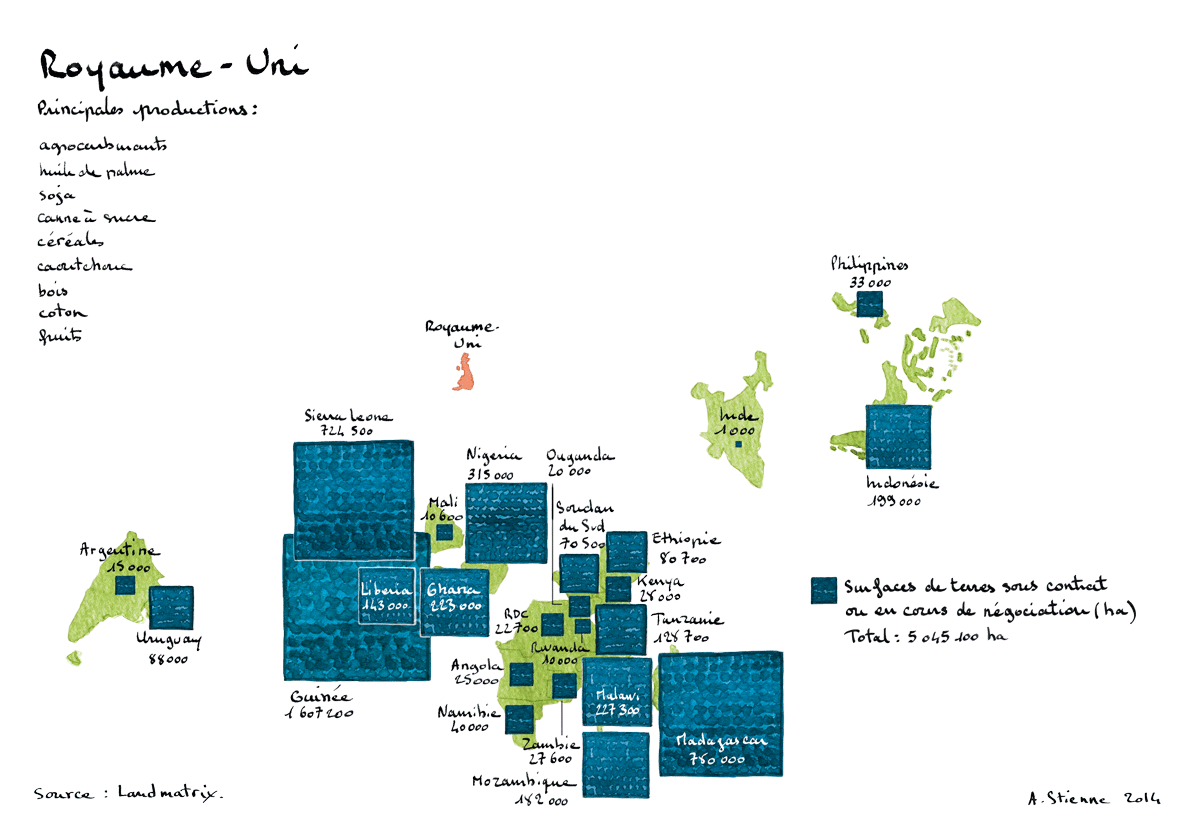 Royaume-Uni
Principales productions:
agrocarburants
huile de palme
soja
canne à sucre
céréales
caoutchouc
bois
coton
fruits
Philippines
33 000
Royaume-
Uni
Inde
1 000
Indonésie
199 000
Sierra Leone
724 500
Nigeria
315 000
Ouganda
20 000
Mali
10 600
Soudan
du Sud
70 500
Ethiopie
80 700
Kenya
28 000
Argentine
15 000
Uruguay
88 000
Liberia
143 000
Ghana
223 000
RDC
22 700
Tanzanie
128 700
Rwanda
10 000
Angola
25 000
Guinée
1 607 200
Namibie
40 000
Malawi
227 300
Zambie
27 600
Madagascar
780 000
Mozambique
182 000
Surfaces de terres sous contrat
ou en cours de négociation (ha)
Total : 5 045 100 ha
Source : Landmatrix.
A. Stienne 2014